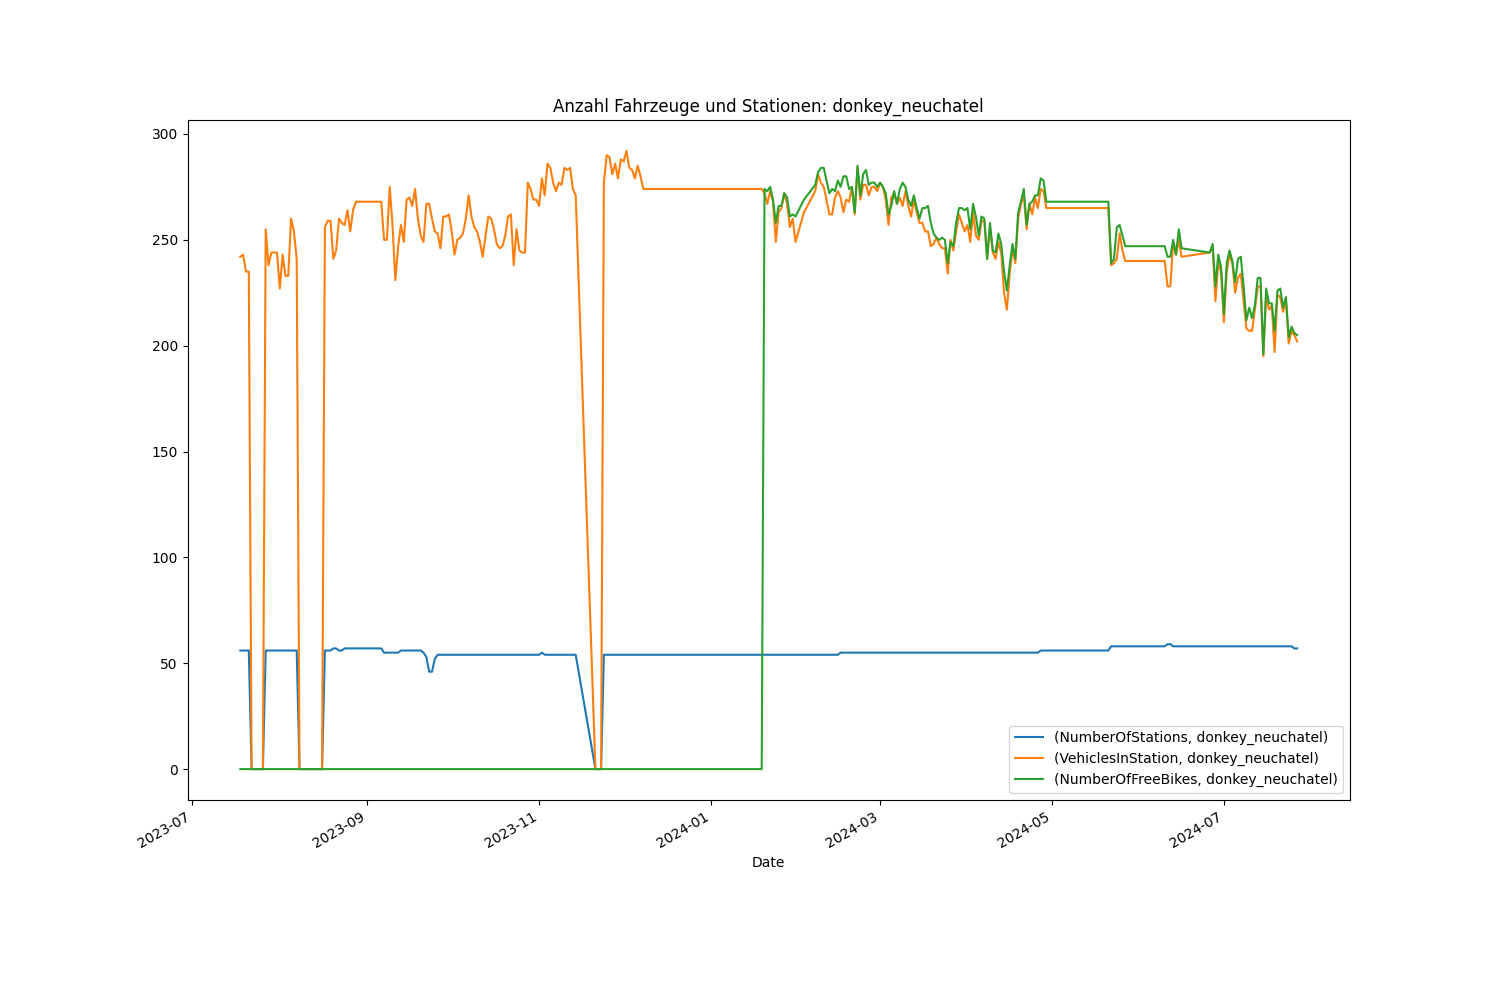 Anzahl Fahrzeuge und Stationen: donkey_neuchatel
300
250
200
150
100
50
0
(NumberOfStations, donkey_neuchatel)
(VehiclesInStation, donkey_neuchatel)
(NumberOfFreeBikes, donkey_neuchatel)
2023-07
2023-09
2023-11
2024-01
2024-03
2024-05
2024-07
Date